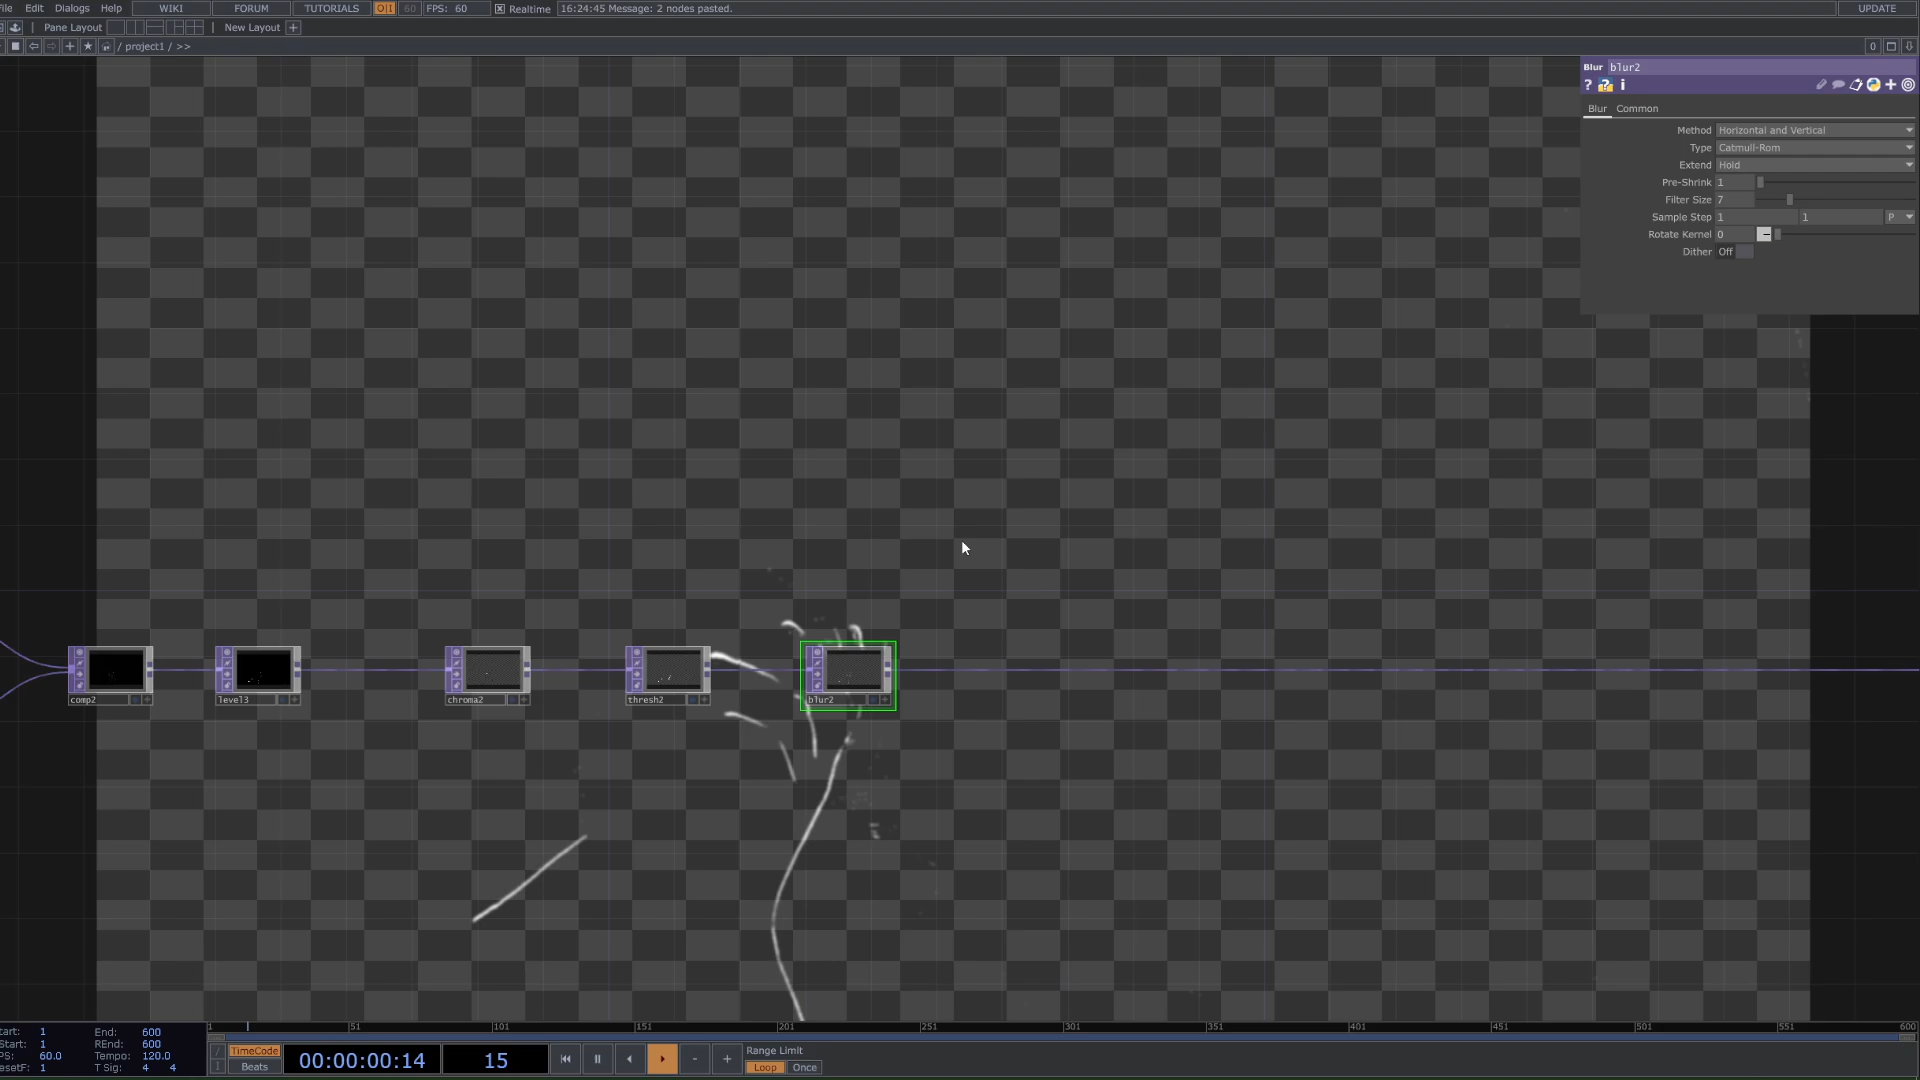 File Edit Dialogs Help WIKI FORUM TUTORIALS O|I 60 FPS: 60 Realtime 16:24:45 Message: 2 nodes pasted. UPDATE
Pane Layout New Layout +
/ project1 / >> 0
Blur blur2
? ? i
Blur Common
Method Horizontal and Vertical
Type Catmull-Rom
Extend Hold
Pre-Shrink 1
Filter Size 7
Sample Step 1 1 P
Rotate Kernel 0
Dither Off
comp2 level3 chroma2 thresh2 blur2
1 51 101 151 201 251 301 351 401 451 501 551 600
tart: 1 End: 600
Start: 1 REnd: 600
PS: 60.0 Tempo: 120.0
esetF: 1 T Sig: 4 4
TimeCode
Beats
00:00:00:14 15
Range Limit
Loop Once